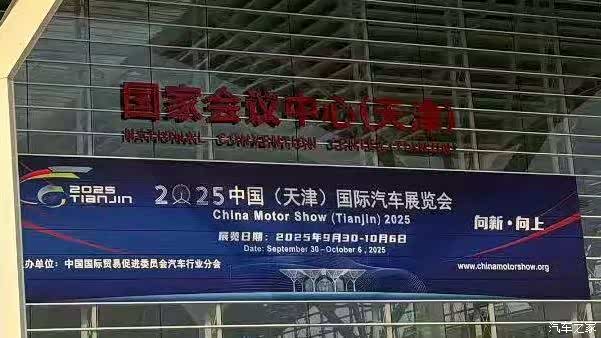 国家会议中心(天津)
NATIONAL CONVENTION
2025
TIANJIN
2025中国（天津）国际汽车展览会
China Motor Show (Tianjin) 2025
向新·向上
展览日期：2025年9月30-10月6日
Date: September 30 - October 6, 2025
办单位：中国国际贸易促进委员会汽车行业分会
www.chinamotorshow.org
汽车之家